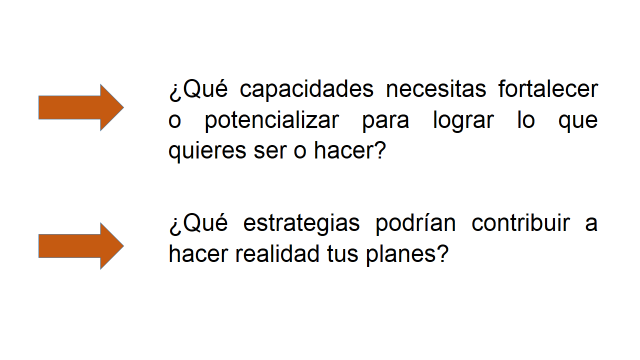 ¿Qué capacidades necesitas fortalecer
o potencializar para lograr lo que
quieres ser o hacer?
¿Qué estrategias podrían contribuir a
hacer realidad tus planes?